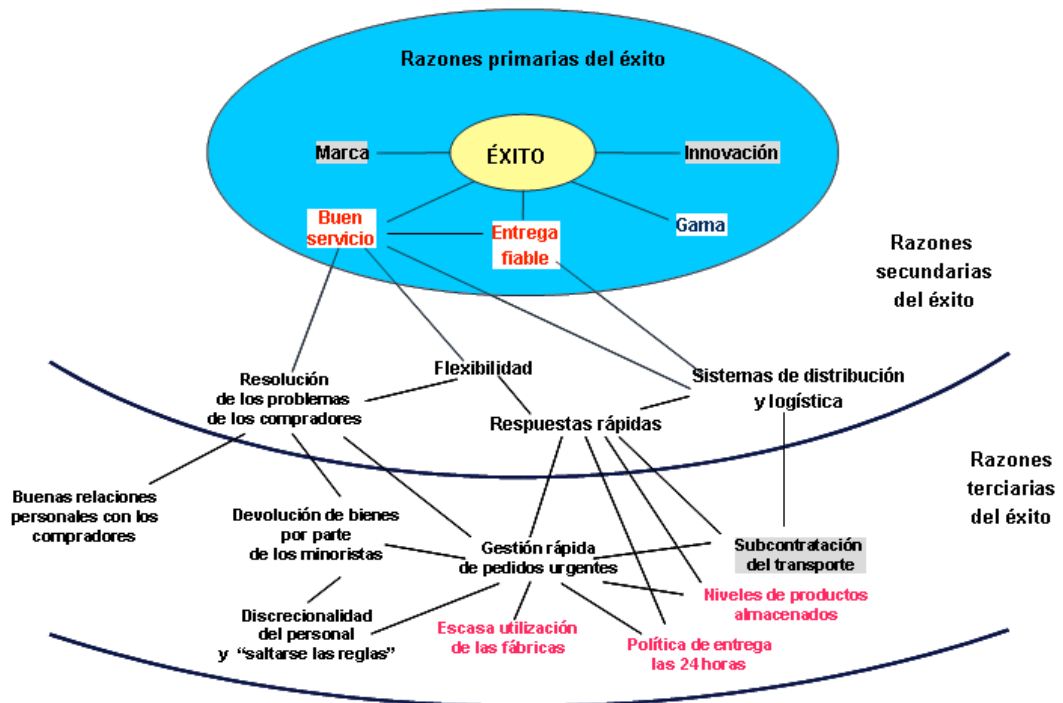 Razones primarias del éxito
Marca
ÉXITO
Innovación
Buen
servicio
Entrega
fiable
Gama
Razones
secundarias
del éxito
Resolución
de los problemas
de los compradores
Flexibilidad
Sistemas de distribución
y logística
Respuestas rápidas
Razones
terciarias
del éxito
Buenas relaciones
personales con los
compradores
Devolución de bienes
por parte
de los minoristas
Gestión rápida
de pedidos urgentes
Subcontratación
del transporte
Niveles de productos
almacenados
Discrecionalidad
del personal
y “saltarse las reglas”
Escasa utilización
de las fábricas
Política de entrega
las 24 horas